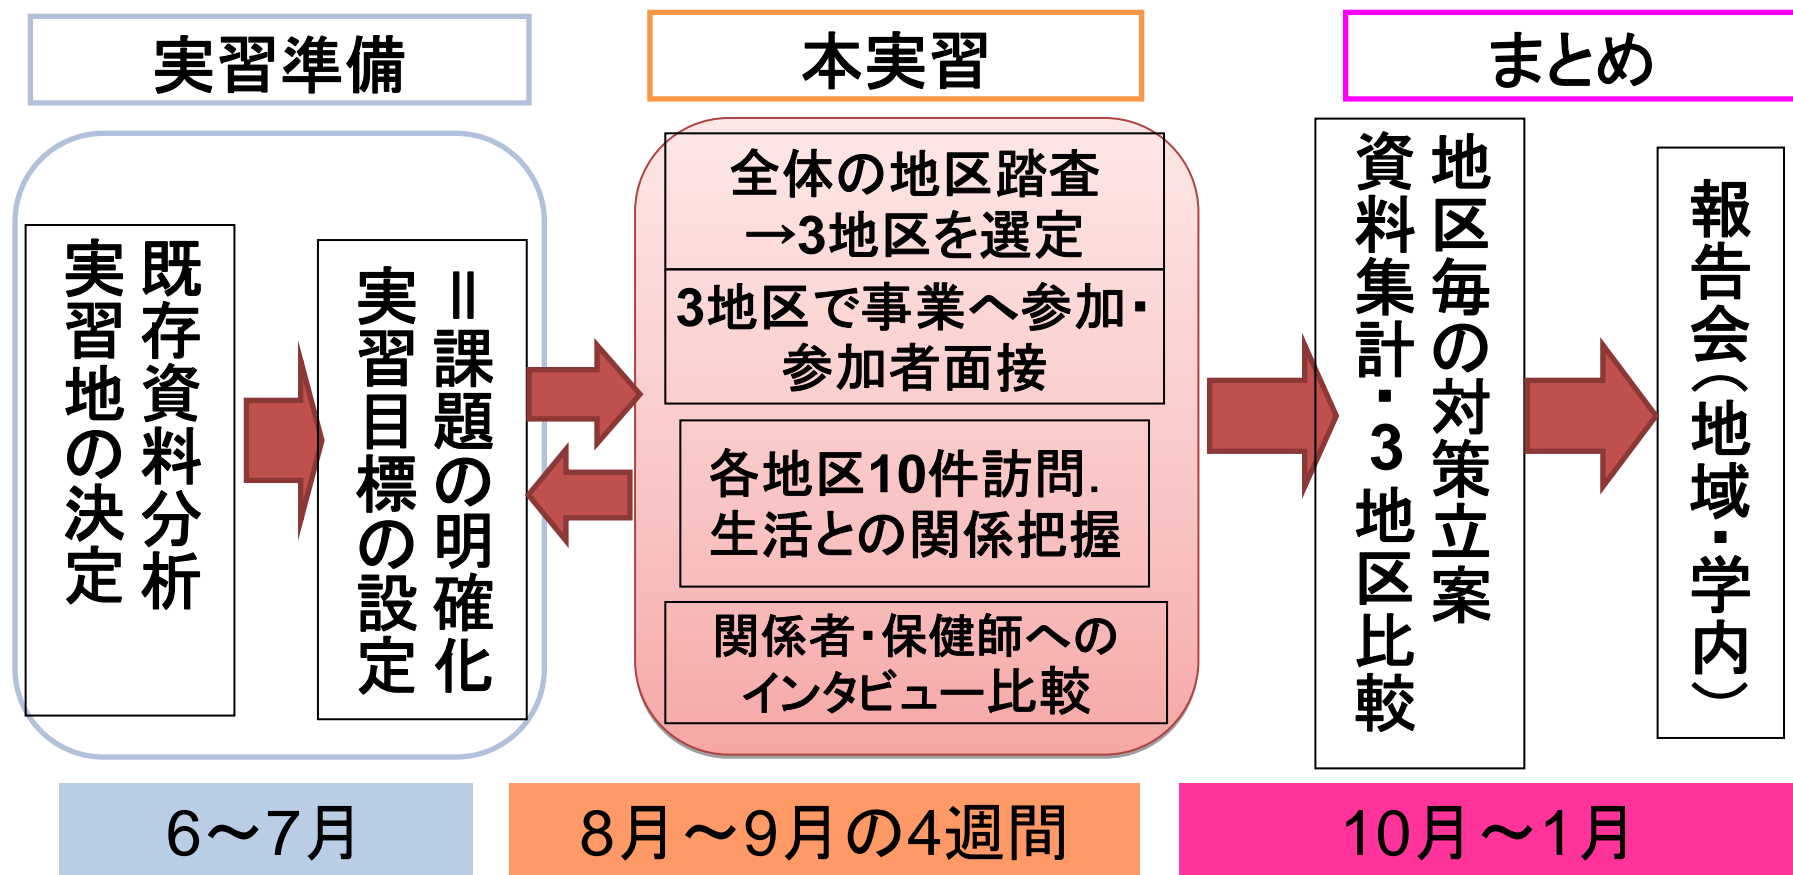 実習準備
本実習
まとめ
既存資料分析
実習地の決定
=課題の明確化
実習目標の設定
全体の地区踏査
→3地区を選定
3地区で事業へ参加・
参加者面接
各地区10件訪問.
生活との関係把握
関係者・保健師への
インタビュー比較
地区毎の対策立案
資料集計・3地区比較
報告会(地域・学内)
6〜7月
8月〜9月の4週間
10月〜1月